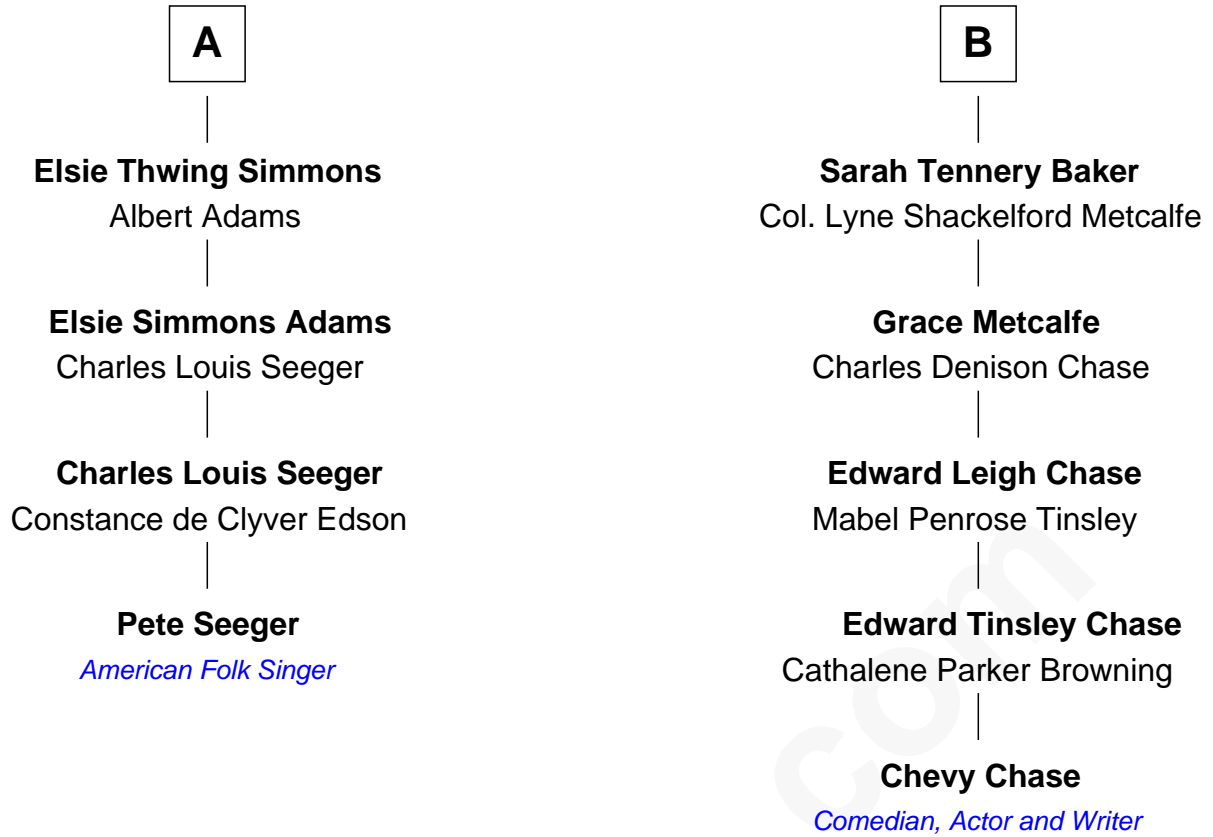 A
Elsie Thwing Simmons
Albert Adams
Elsie Simmons Adams
Charles Louis Seeger
Charles Louis Seeger
Constance de Clyver Edson
Pete Seeger
American Folk Singer
B
Sarah Tennery Baker
Col. Lyne Shackelford Metcalfe
Grace Metcalfe
Charles Denison Chase
Edward Leigh Chase
Mabel Penrose Tinsley
Edward Tinsley Chase
Cathalene Parker Browning
Chevy Chase
Comedian, Actor and Writer
com